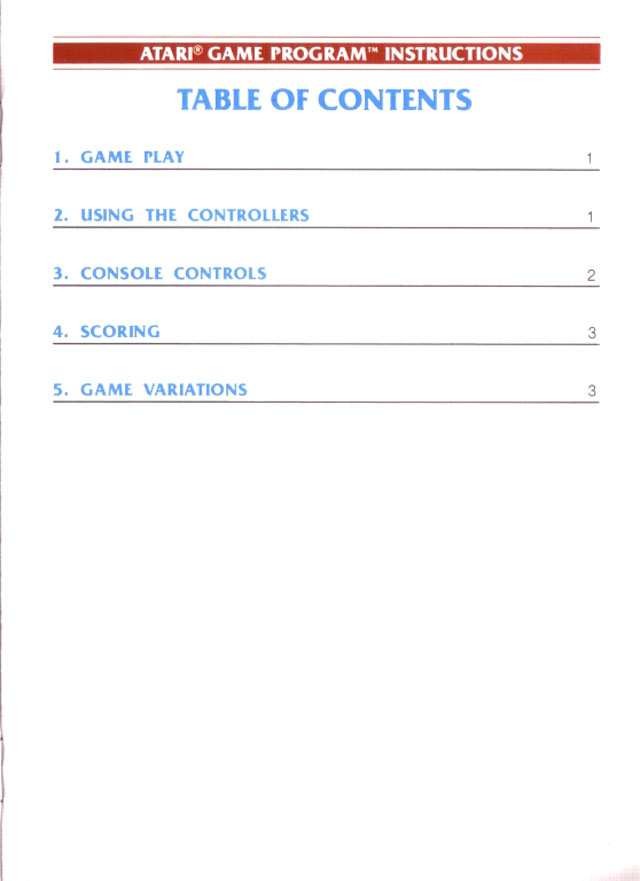 ATARI® GAME PROGRAM™ INSTRUCTIONS
TABLE OF CONTENTS
1. GAME PLAY 1
2. USING THE CONTROLLERS 1
3. CONSOLE CONTROLS 2
4. SCORING 3
5. GAME VARIATIONS 3